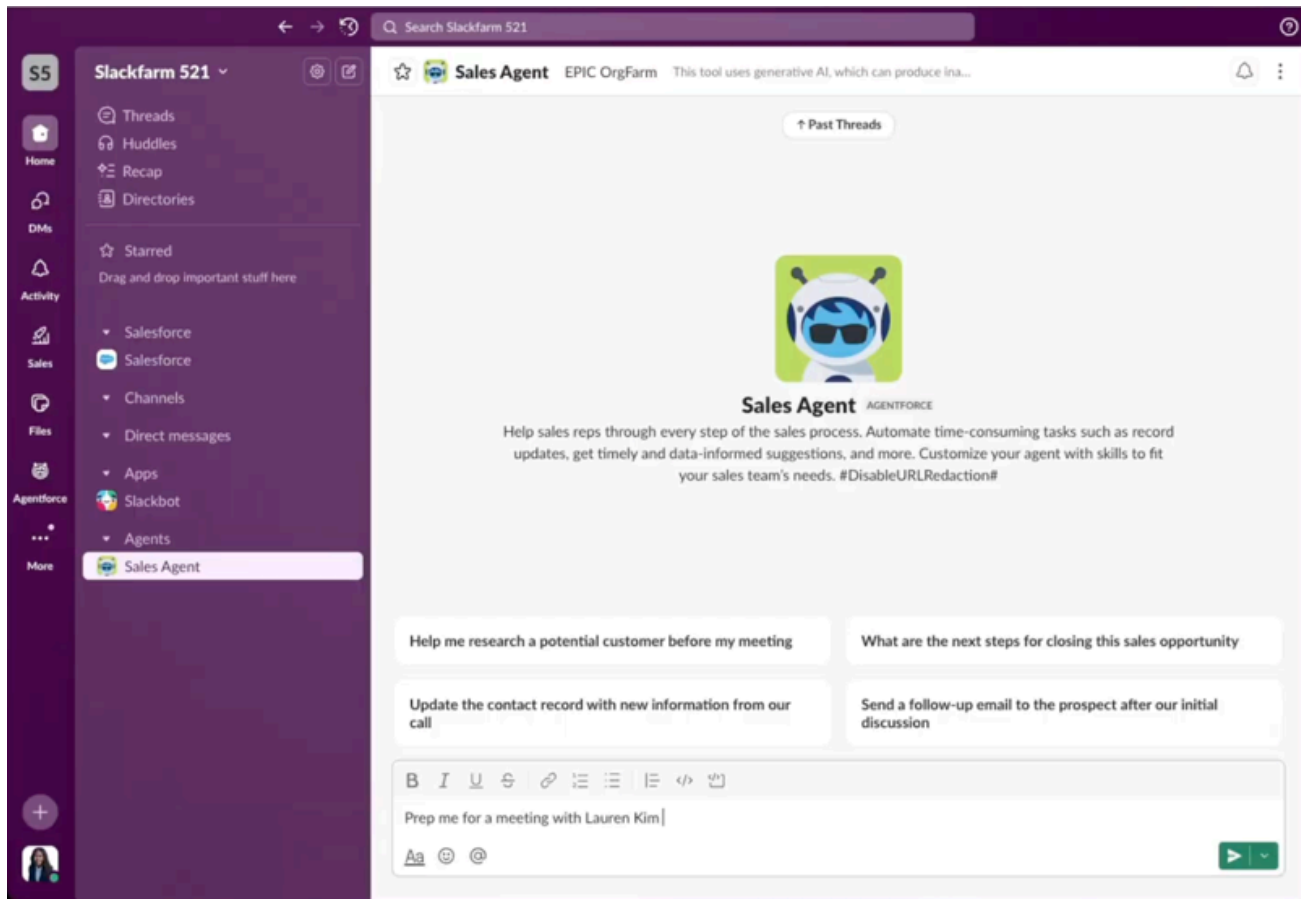 Search Slackfarm 521
S5
Home
DMs
Activity
Sales
Files
Agentforce
More
Slackfarm 521
Threads
Huddles
Recap
Directories
Starred
Drag and drop important stuff here
Salesforce
Salesforce
Channels
Direct messages
Apps
Slackbot
Agents
Sales Agent
Sales Agent EPIC OrgFarm This tool uses generative AI, which can produce ina...
↑ Past Threads
Sales Agent AGENTFORCE
Help sales reps through every step of the sales process. Automate time-consuming tasks such as record
updates, get timely and data-informed suggestions, and more. Customize your agent with skills to fit
your sales team's needs. #DisableURLRedaction#
Help me research a potential customer before my meeting
What are the next steps for closing this sales opportunity
Update the contact record with new information from our
call
Send a follow-up email to the prospect after our initial
discussion
B I U S
Prep me for a meeting with Lauren Kim
Aa @